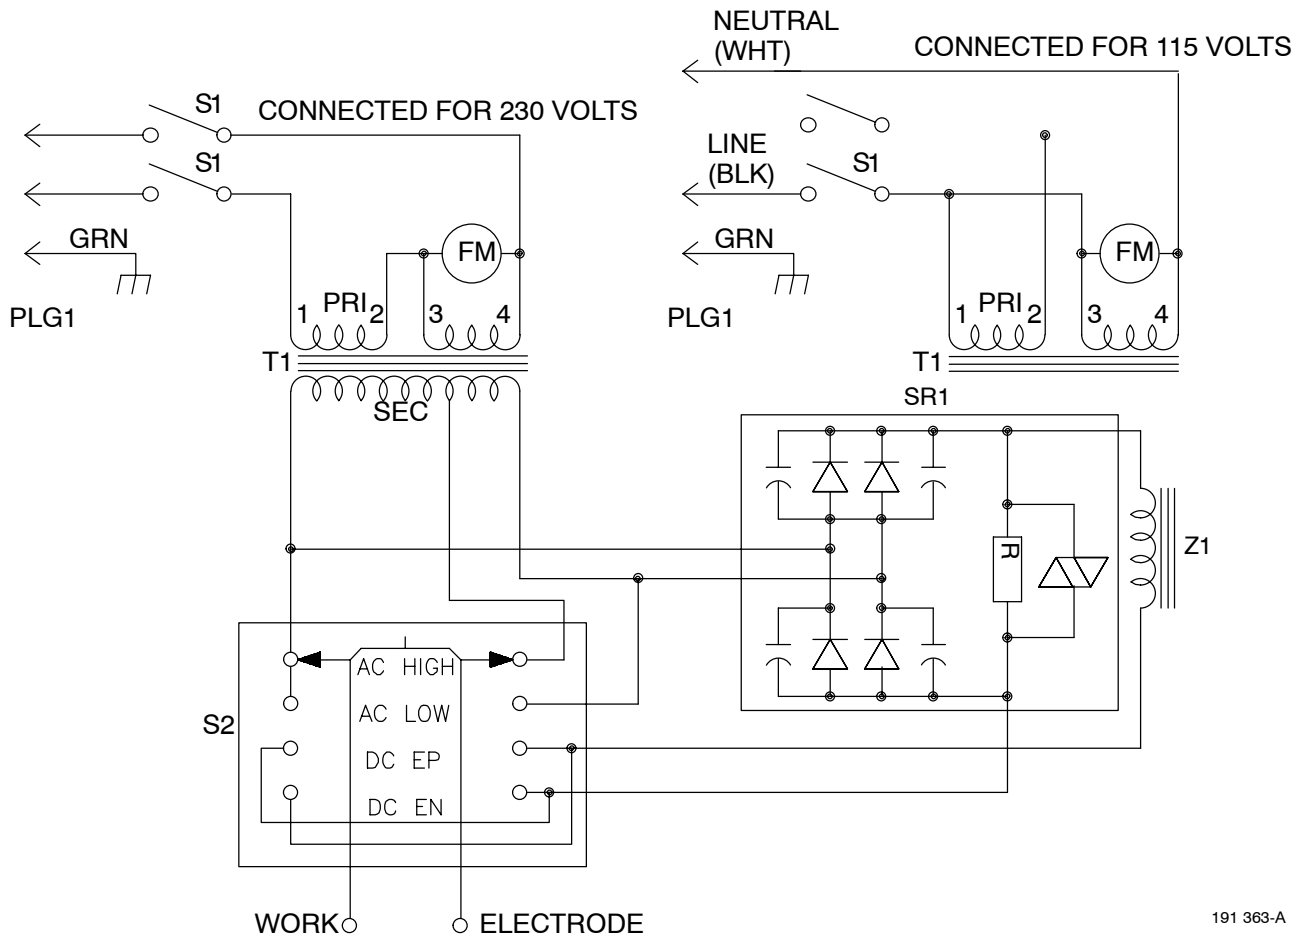 NEUTRAL
(WHT)
CONNECTED FOR 115 VOLTS
S1
CONNECTED FOR 230 VOLTS
S1
LINE
(BLK)
S1
GRN
FM
GRN
FM
PLG1
1
PRI
2
3
4
PLG1
1
PRI
2
3
4
T1
T1
SEC
SR1
R
Z1
AC HIGH
AC LOW
S2
DC EP
DC EN
WORK
ELECTRODE
191 363-A